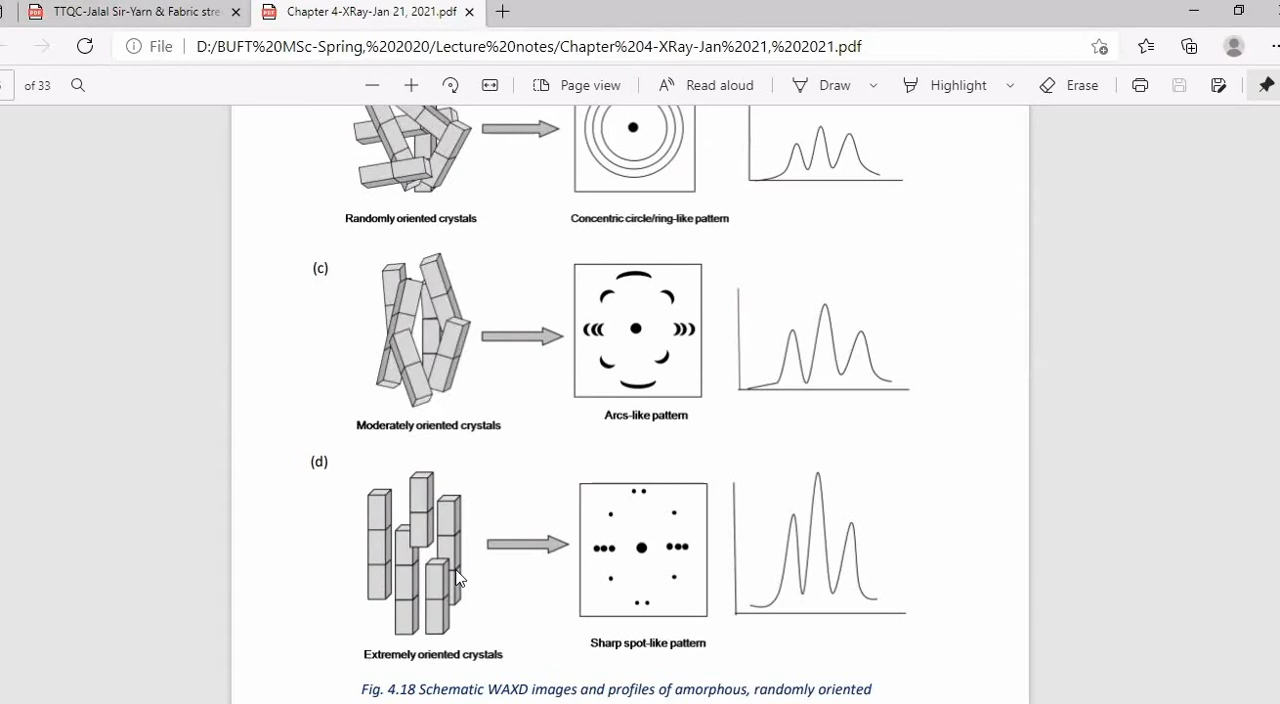 TTQC-Jalal Sir-Yarn & Fabric stre
Chapter 4-XRay-Jan 21, 2021.pdf
File
D:/BUFT%20MSc-Spring,%202020/Lecture%20notes/Chapter%204-XRay-Jan%2021,%202021.pdf
of 33
Page view
Read aloud
Draw
Highlight
Erase
Randomly oriented crystals
Concentric circle/ring-like pattern
(c)
Moderately oriented crystals
Arcs-like pattern
(d)
Extremely oriented crystals
Sharp spot-like pattern
Fig. 4.18 Schematic WAXD images and profiles of amorphous, randomly oriented